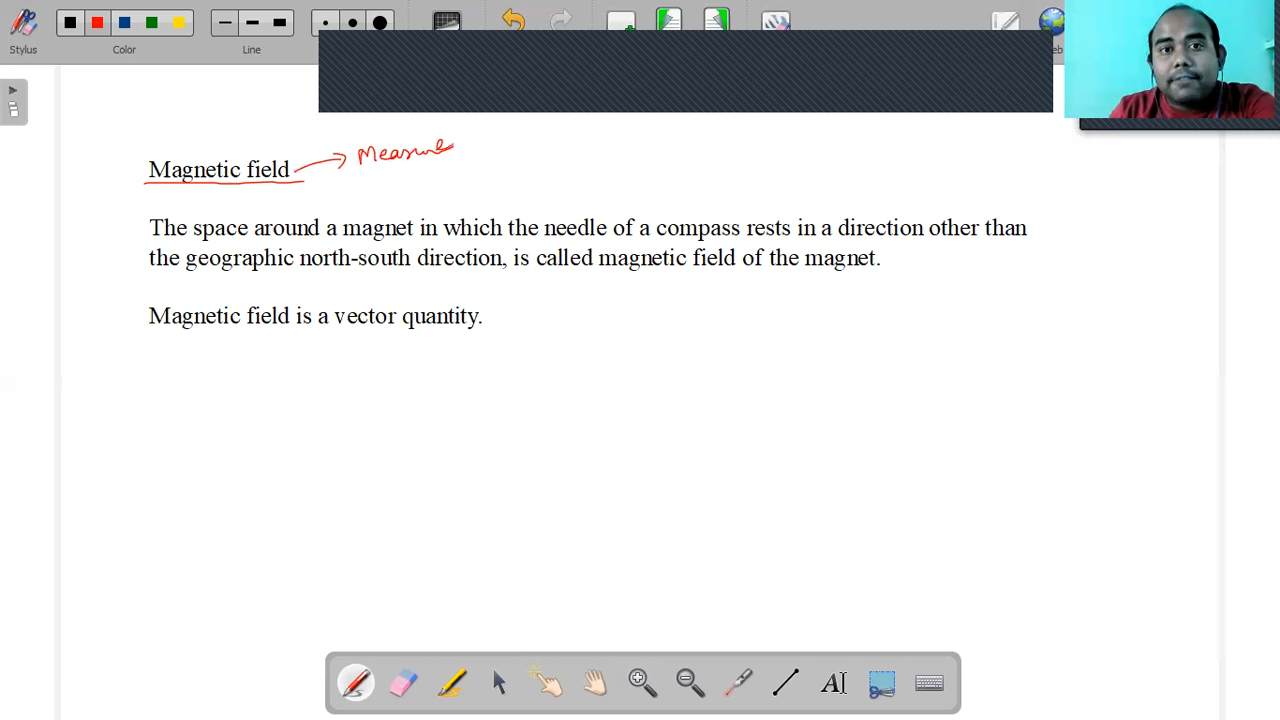 Stylus
Color
Line
Magnetic field
Measure
The space around a magnet in which the needle of a compass rests in a direction other than
the geographic north-south direction, is called magnetic field of the magnet.
Magnetic field is a vector quantity.